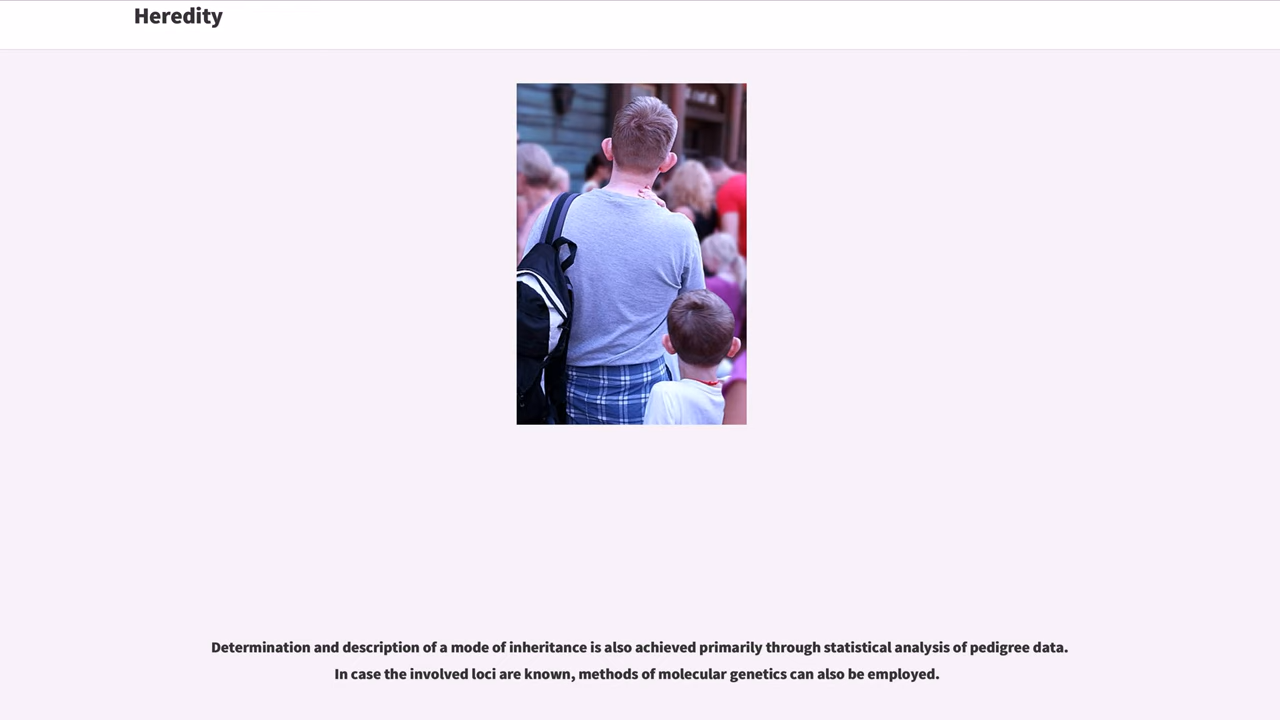 Heredity
Determination and description of a mode of inheritance is also achieved primarily through statistical analysis of pedigree data.
In case the involved loci are known, methods of molecular genetics can also be employed.